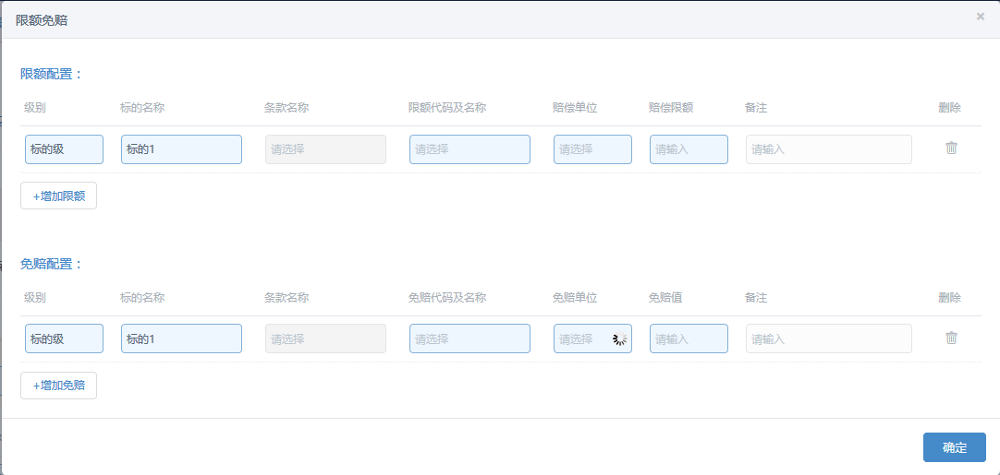 限额免赔 ×
限额配置：
级别 标的名称 条款名称 限额代码及名称 赔偿单位 赔偿限额 备注 删除
标的级 标的1 请选择 请选择 请选择 请输入 请输入
+增加限额
免赔配置：
级别 标的名称 条款名称 免赔代码及名称 免赔单位 免赔值 备注 删除
标的级 标的1 请选择 请选择 请选择 请输入 请输入
+增加免赔
确定